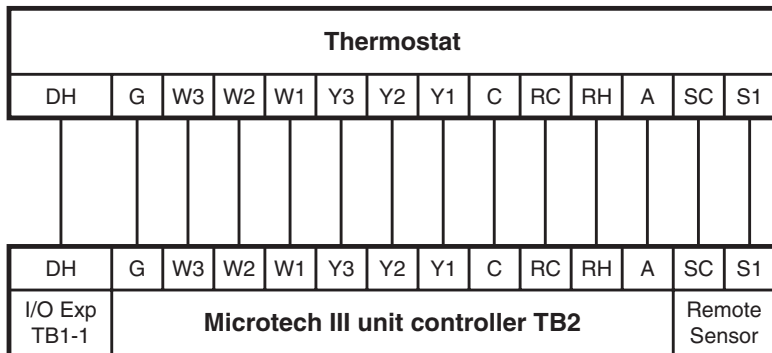 Thermostat
DH G W3 W2 W1 Y3 Y2 Y1 C RC RH A SC S1
DH G W3 W2 W1 Y3 Y2 Y1 C RC RH A SC S1
I/O Exp
TB1-1
Microtech III unit controller TB2
Remote
Sensor